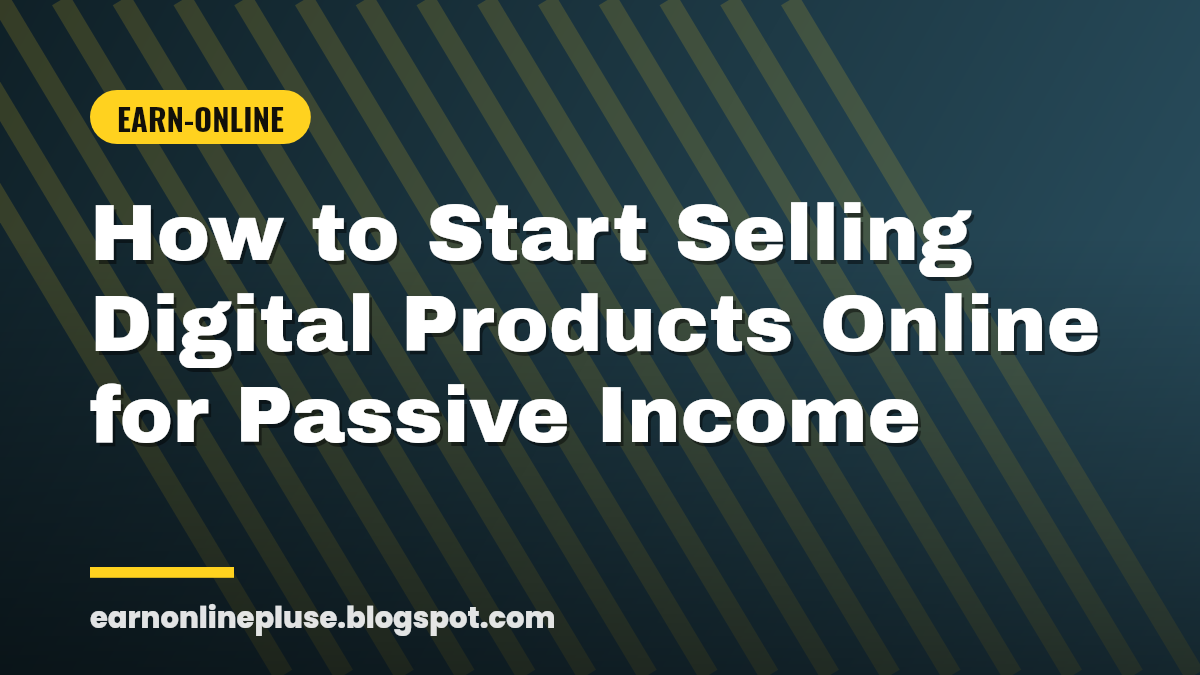 EARN-ONLINE
How to Start Selling
Digital Products Online
for Passive Income
earnonlinepluse.blogspot.com